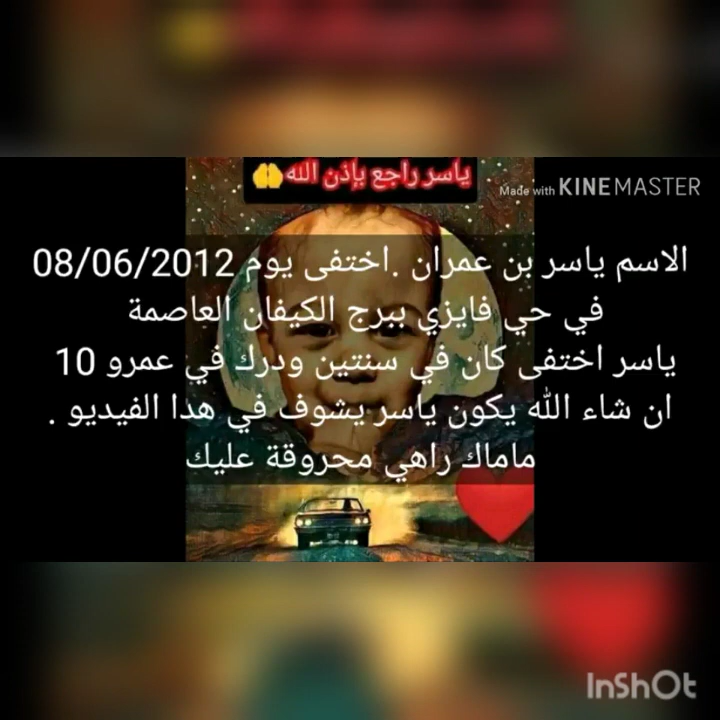 ياسر راجع بإذن الله🤲
Made with KINEMASTER
الاسم ياسر بن عمران .اختفى يوم 08/06/2012
في حي فايزي ببرج الكيفان العاصمة
ياسر اختفى كان في سنتين ودرك في عمرو 10
ان شاء الله يكون ياسر يشوف في هدا الفيديو .
ماماك راهي محروقة عليك
InShOt